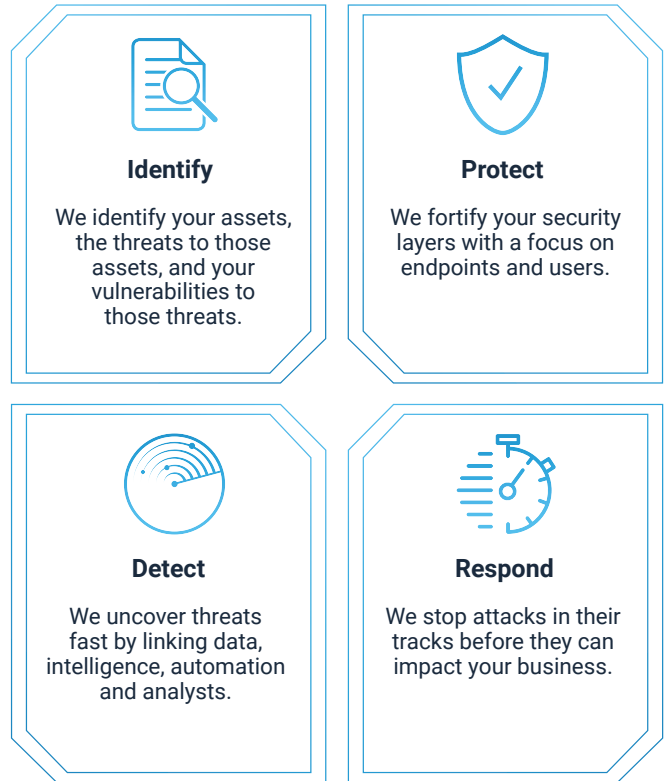 Identify
We identify your assets,
the threats to those
assets, and your
vulnerabilities to
those threats.
Protect
We fortify your security
layers with a focus on
endpoints and users.
Detect
We uncover threats
fast by linking data,
intelligence, automation
and analysts.
Respond
We stop attacks in their
tracks before they can
impact your business.